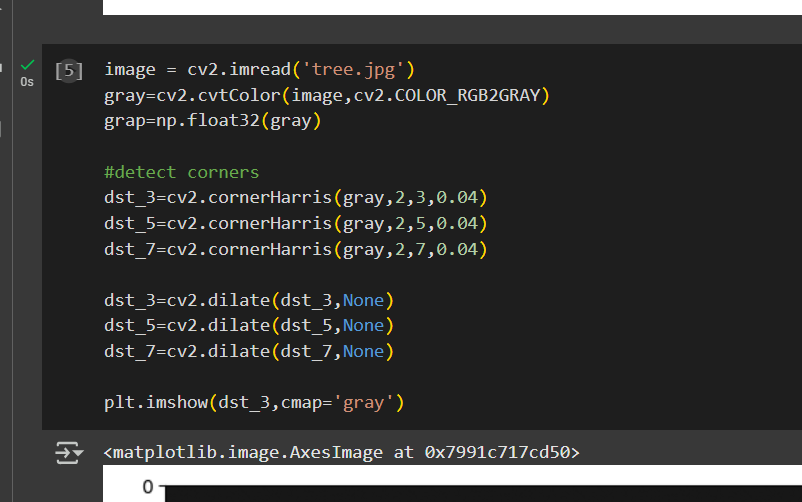 [5]
0s
image = cv2.imread('tree.jpg')
gray=cv2.cvtColor(image,cv2.COLOR_RGB2GRAY)
grap=np.float32(gray)
#detect corners
dst_3=cv2.cornerHarris(gray,2,3,0.04)
dst_5=cv2.cornerHarris(gray,2,5,0.04)
dst_7=cv2.cornerHarris(gray,2,7,0.04)
dst_3=cv2.dilate(dst_3,None)
dst_5=cv2.dilate(dst_5,None)
dst_7=cv2.dilate(dst_7,None)
plt.imshow(dst_3,cmap='gray')
<matplotlib.image.AxesImage at 0x7991c717cd50>
0